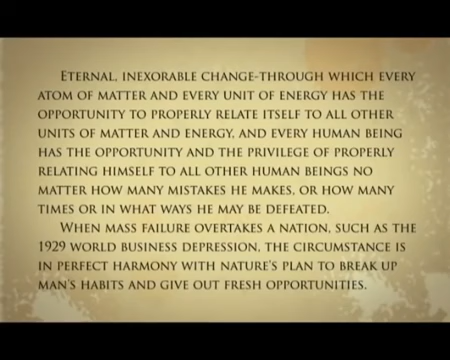 Eternal, inexorable change-through which every
atom of matter and every unit of energy has the
opportunity to properly relate itself to all other
units of matter and energy, and every human being
has the opportunity and the privilege of properly
relating himself to all other human beings no
matter how many mistakes he makes, or how many
times or in what ways he may be defeated.
When mass failure overtakes a nation, such as the
1929 world business depression, the circumstance is
in perfect harmony with nature's plan to break up
man's habits and give out fresh opportunities.